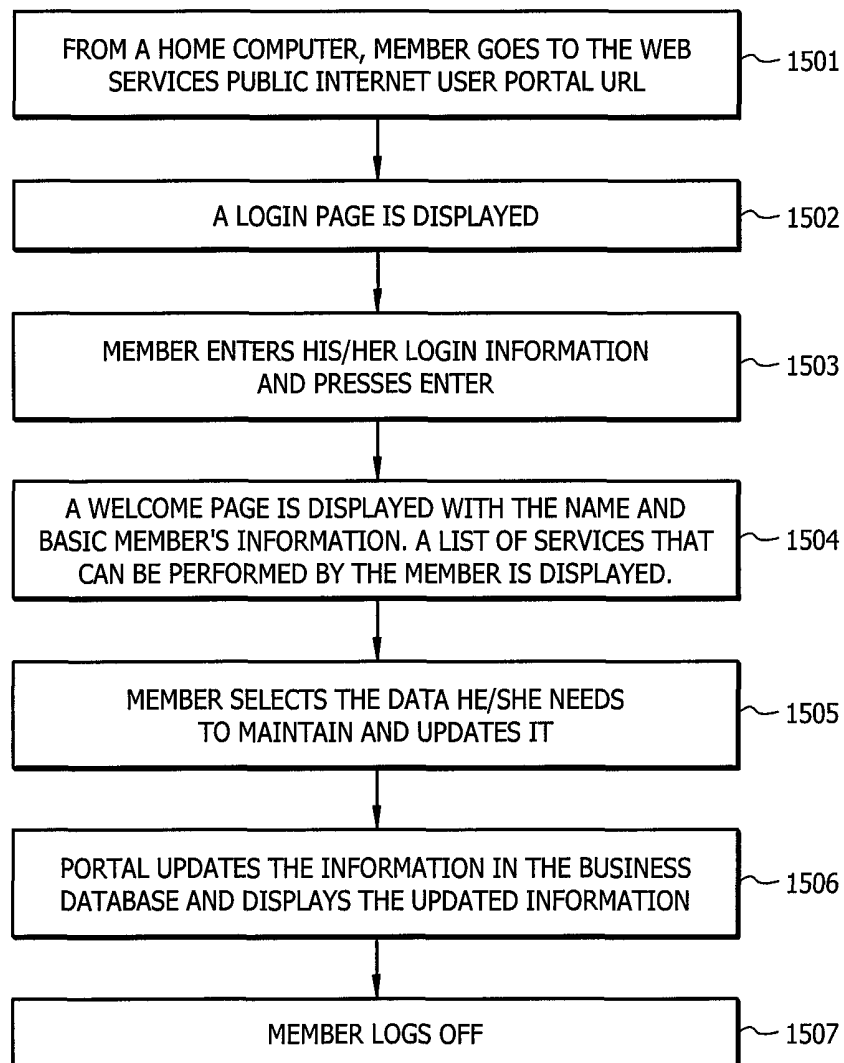 FROM A HOME COMPUTER, MEMBER GOES TO THE WEB
SERVICES PUBLIC INTERNET USER PORTAL URL
1501
A LOGIN PAGE IS DISPLAYED
1502
MEMBER ENTERS HIS/HER LOGIN INFORMATION
AND PRESSES ENTER
1503
A WELCOME PAGE IS DISPLAYED WITH THE NAME AND
BASIC MEMBER'S INFORMATION. A LIST OF SERVICES THAT
CAN BE PERFORMED BY THE MEMBER IS DISPLAYED.
1504
MEMBER SELECTS THE DATA HE/SHE NEEDS
TO MAINTAIN AND UPDATES IT
1505
PORTAL UPDATES THE INFORMATION IN THE BUSINESS
DATABASE AND DISPLAYS THE UPDATED INFORMATION
1506
MEMBER LOGS OFF
1507